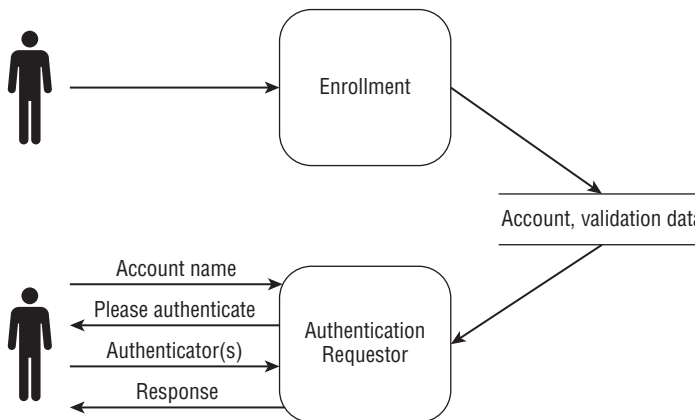 Enrollment
Account, validation data
Account name
Please authenticate
Authenticator(s)
Response
Authentication
Requestor